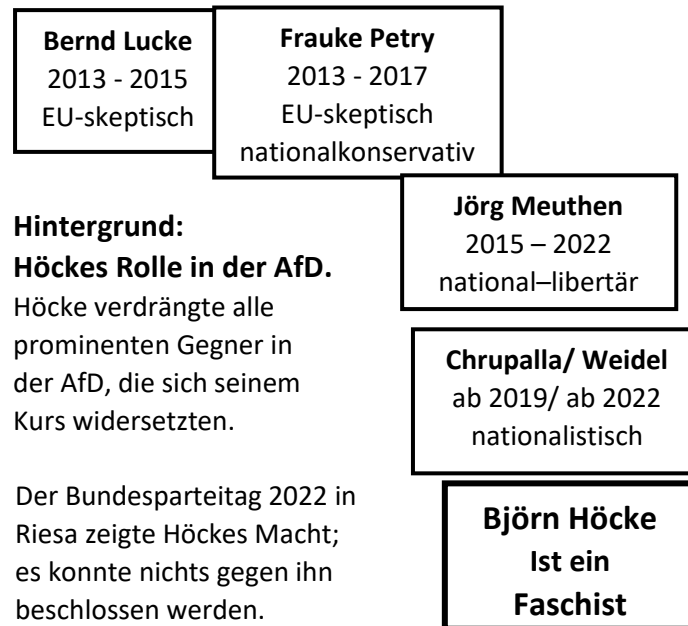 Bernd Lucke
2013 - 2015
EU-skeptisch
Frauke Petry
2013 - 2017
EU-skeptisch
nationalkonservativ
Jörg Meuthen
2015 – 2022
national–libertär
Hintergrund:
Höckes Rolle in der AfD.
Höcke verdrängte alle
prominenten Gegner in
der AfD, die sich seinem
Kurs widersetzten.
Chrupalla/ Weidel
ab 2019/ ab 2022
nationalistisch
Der Bundesparteitag 2022 in
Riesa zeigte Höckes Macht;
es konnte nichts gegen ihn
beschlossen werden.
Björn Höcke
Ist ein
Faschist